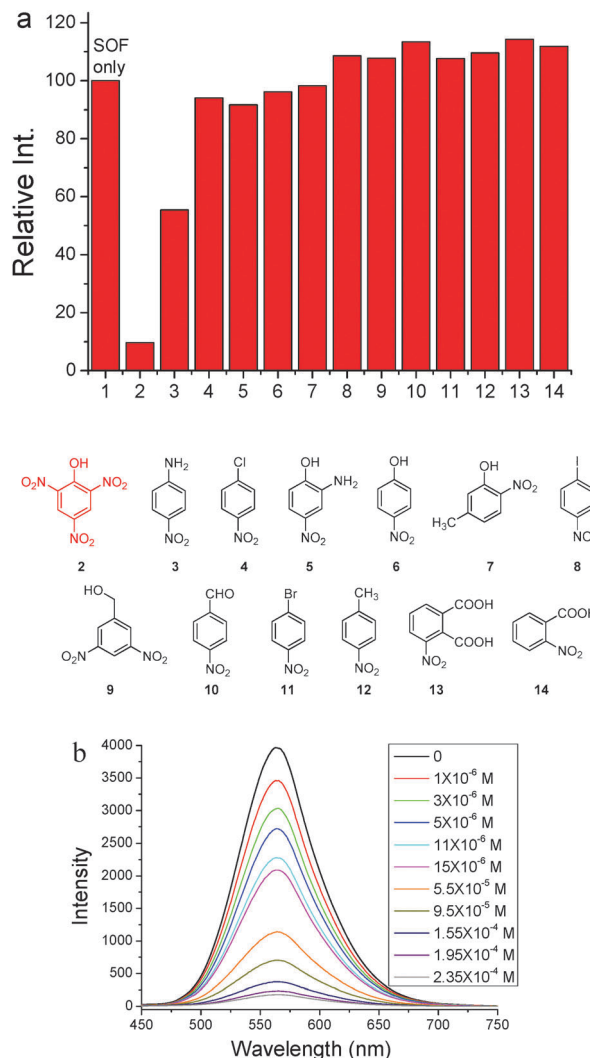 a
Relative Int.
120
100
80
60
40
20
0
SOF
only
1 2 3 4 5 6 7 8 9 10 11 12 13 14
OH
NO₂ NO₂
NO₂
2
NH₂
NO₂
3
Cl
NO₂
4
OH
NH₂
NO₂
5
OH
NO₂
6
OH
NO₂
H₃C
7
I
NO
8
HO
NO₂ NO₂
9
CHO
NO₂
10
Br
NO₂
11
CH₃
NO₂
12
COOH
COOH
NO₂
13
COOH
NO₂
14
b
Intensity
4000
3500
3000
2500
2000
1500
1000
500
0
450 500 550 600 650 700 750
Wavelength (nm)
0
1X10⁻⁶ M
3X10⁻⁶ M
5X10⁻⁶ M
11X10⁻⁶ M
15X10⁻⁶ M
5.5X10⁻⁵ M
9.5X10⁻⁵ M
1.55X10⁻⁴ M
1.95X10⁻⁴ M
2.35X10⁻⁴ M